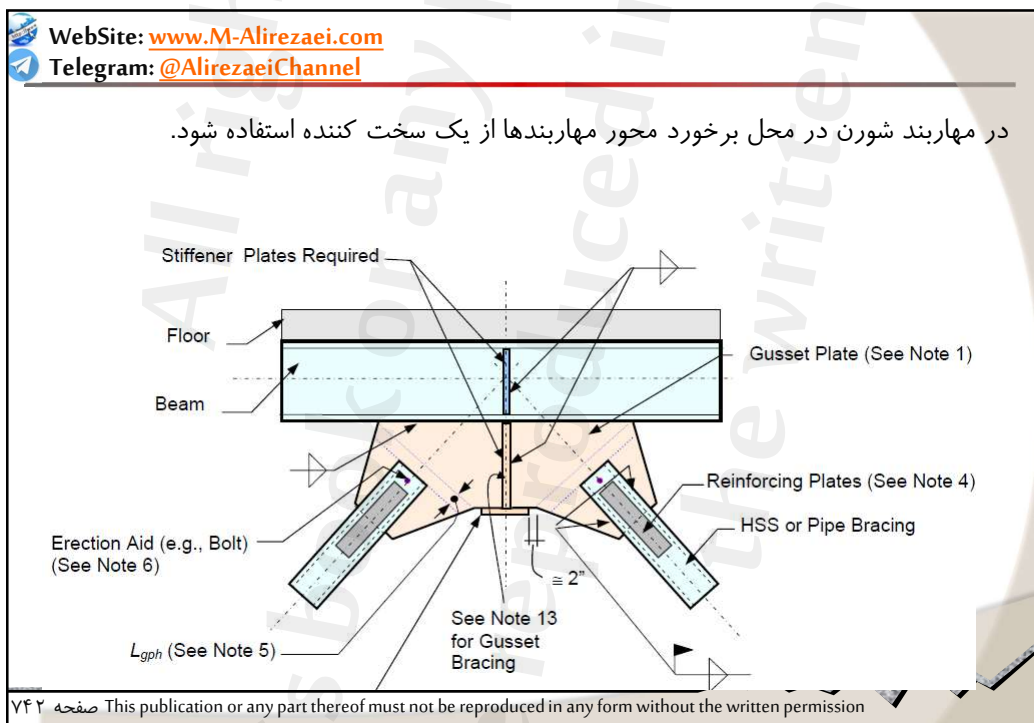 WebSite: www.M-Alirezaei.com
Telegram: @AlirezaeiChannel
در مهاربند شورن در محل برخورد محور مهاربندها از یک سخت کننده استفاده شود.
Stiffener Plates Required
Floor
Gusset Plate (See Note 1)
Beam
Reinforcing Plates (See Note 4)
HSS or Pipe Bracing
Erection Aid (e.g., Bolt)
(See Note 6)
≅ 2"
See Note 13
for Gusset
Bracing
Lgph (See Note 5)
صفحه ۷۴۲ This publication or any part thereof must not be reproduced in any form without the written permission